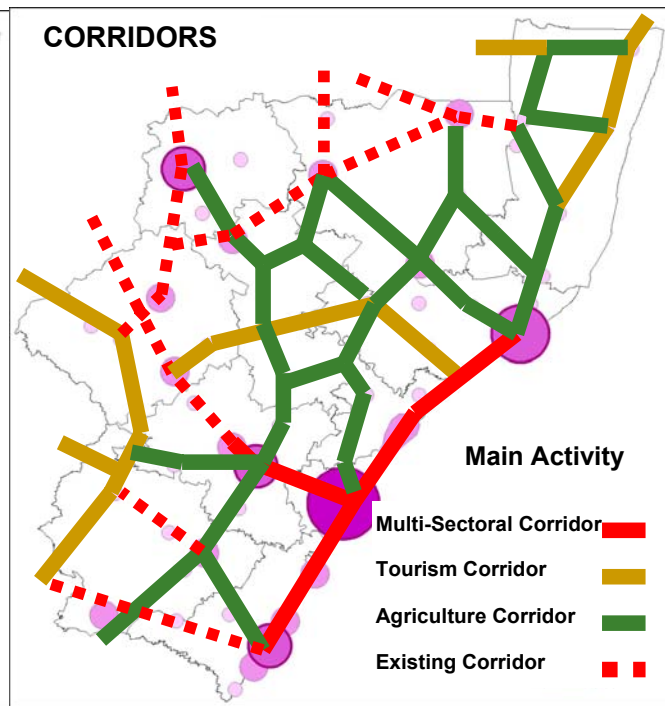 CORRIDORS
Main Activity
Multi-Sectoral Corridor
Tourism Corridor
Agriculture Corridor
Existing Corridor